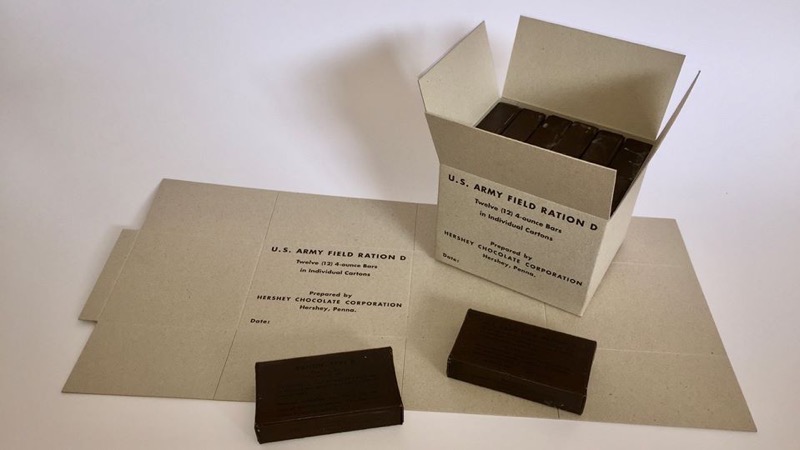 U.S. ARMY FIELD RATION D
Twelve (12) 4-ounce Bars
in Individual Cartons
Prepared by
HERSHEY CHOCOLATE CORPORATION
Hershey, Penna.
Date:
U.S. ARMY FIELD RATION D
Twelve (12) 4-ounce Bars
in Individual Cartons
Prepared by
HERSHEY CHOCOLATE CORPORATION
Hershey, Penna.
Date: